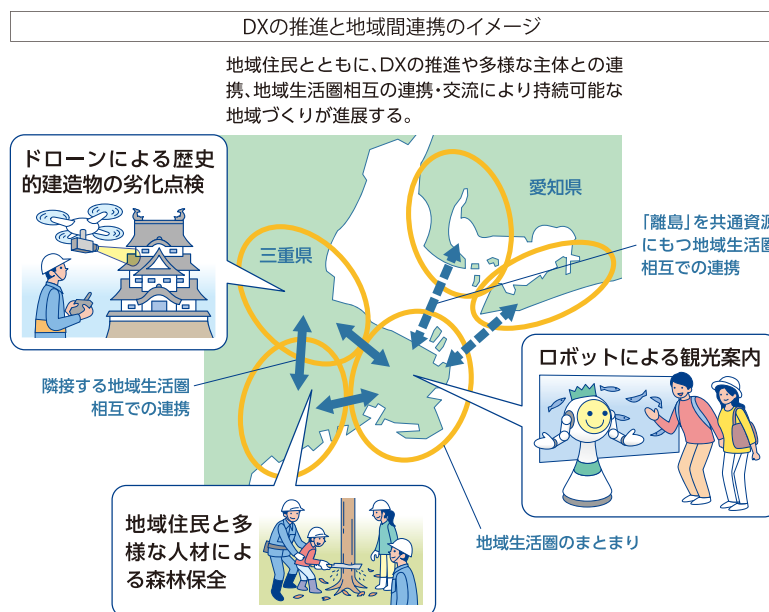 DXの推進と地域間連携のイメージ
地域住民とともに、DXの推進や多様な主体との連
携、地域生活圏相互の連携・交流により持続可能な
地域づくりが進展する。
ドローンによる歴史
的建造物の劣化点検
愛知県
三重県
「離島」を共通資源
にもつ地域生活圏
相互での連携
ロボットによる観光案内
隣接する地域生活圏
相互での連携
地域住民と多
様な人材によ
る森林保全
地域生活圏のまとまり